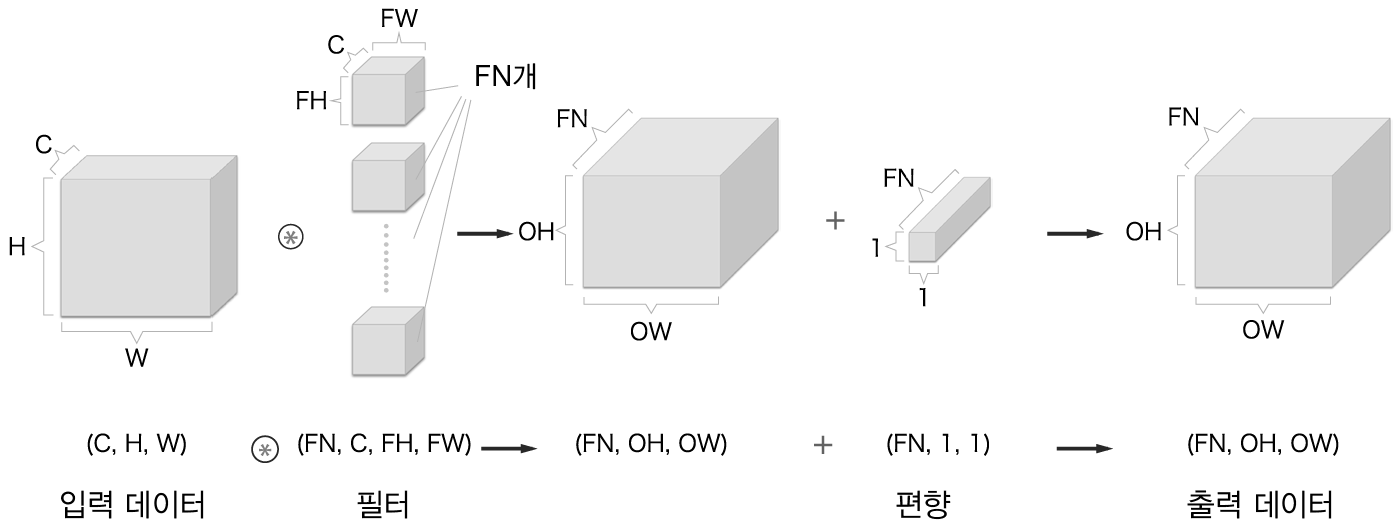 FW
C
FN개
FH
FN
FN
C
FN
H
OH
1
OH
1
W
OW
OW
(C, H, W) ⊛ (FN, C, FH, FW) → (FN, OH, OW) + (FN, 1, 1) → (FN, OH, OW)
입력 데이터 필터 편향 출력 데이터